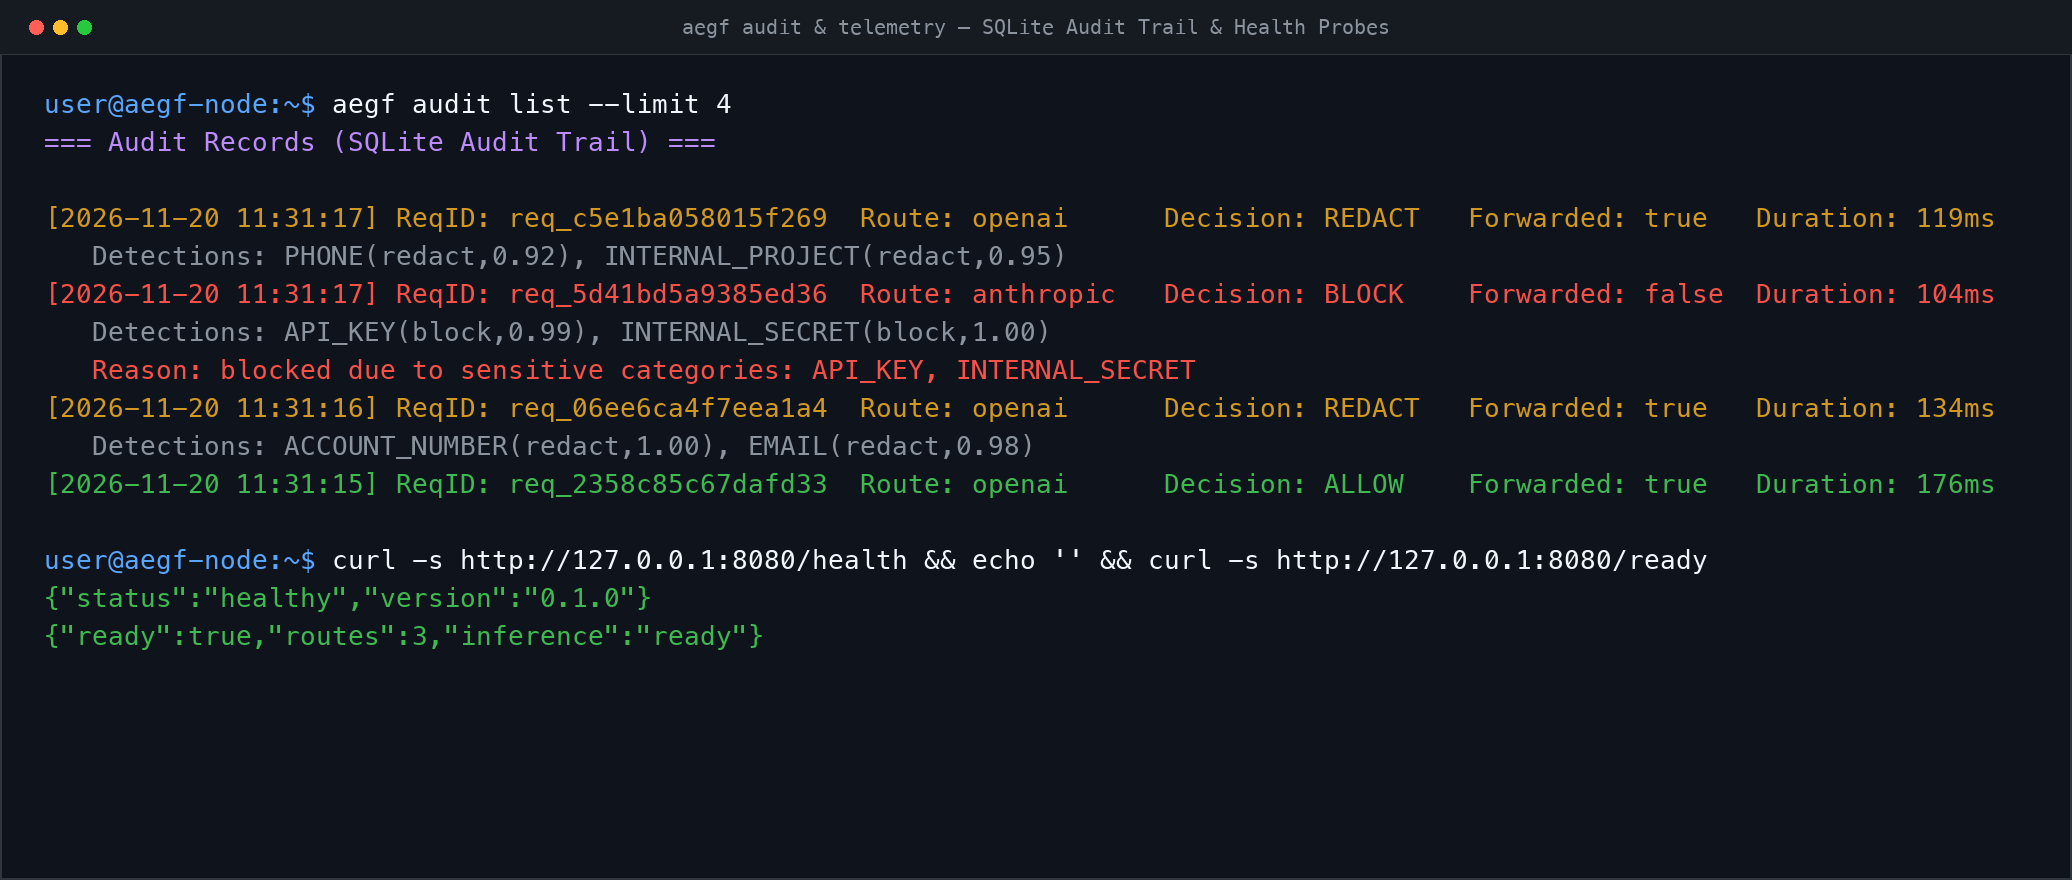 aegf audit & telemetry — SQLite Audit Trail & Health Probes
user@aegf-node:~$ aegf audit list --limit 4
=== Audit Records (SQLite Audit Trail) ===
[2026-11-20 11:31:17] ReqID: req_c5e1ba058015f269  Route: openai      Decision: REDACT   Forwarded: true   Duration: 119ms
   Detections: PHONE(redact,0.92), INTERNAL_PROJECT(redact,0.95)
[2026-11-20 11:31:17] ReqID: req_5d41bd5a9385ed36  Route: anthropic   Decision: BLOCK    Forwarded: false  Duration: 104ms
   Detections: API_KEY(block,0.99), INTERNAL_SECRET(block,1.00)
   Reason: blocked due to sensitive categories: API_KEY, INTERNAL_SECRET
[2026-11-20 11:31:16] ReqID: req_06ee6ca4f7eea1a4  Route: openai      Decision: REDACT   Forwarded: true   Duration: 134ms
   Detections: ACCOUNT_NUMBER(redact,1.00), EMAIL(redact,0.98)
[2026-11-20 11:31:15] ReqID: req_2358c85c67dafd33  Route: openai      Decision: ALLOW    Forwarded: true   Duration: 176ms
user@aegf-node:~$ curl -s http://127.0.0.1:8080/health && echo '' && curl -s http://127.0.0.1:8080/ready
{"status":"healthy","version":"0.1.0"}
{"ready":true,"routes":3,"inference":"ready"}